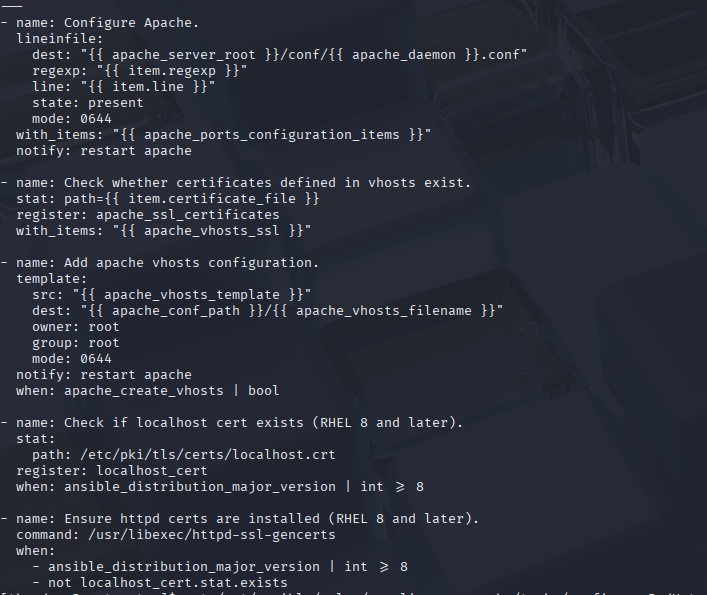 ---
- name: Configure Apache.
  lineinfile:
    dest: "{{ apache_server_root }}/conf/{{ apache_daemon }}.conf"
    regexp: "{{ item.regexp }}"
    line: "{{ item.line }}"
    state: present
    mode: 0644
  with_items: "{{ apache_ports_configuration_items }}"
  notify: restart apache

- name: Check whether certificates defined in vhosts exist.
  stat: path={{ item.certificate_file }}
  register: apache_ssl_certificates
  with_items: "{{ apache_vhosts_ssl }}"

- name: Add apache vhosts configuration.
  template:
    src: "{{ apache_vhosts_template }}"
    dest: "{{ apache_conf_path }}/{{ apache_vhosts_filename }}"
    owner: root
    group: root
    mode: 0644
  notify: restart apache
  when: apache_create_vhosts | bool

- name: Check if localhost cert exists (RHEL 8 and later).
  stat:
    path: /etc/pki/tls/certs/localhost.crt
  register: localhost_cert
  when: ansible_distribution_major_version | int >= 8

- name: Ensure httpd certs are installed (RHEL 8 and later).
  command: /usr/libexec/httpd-ssl-gencerts
  when:
    - ansible_distribution_major_version | int >= 8
    - not localhost_cert.stat.exists